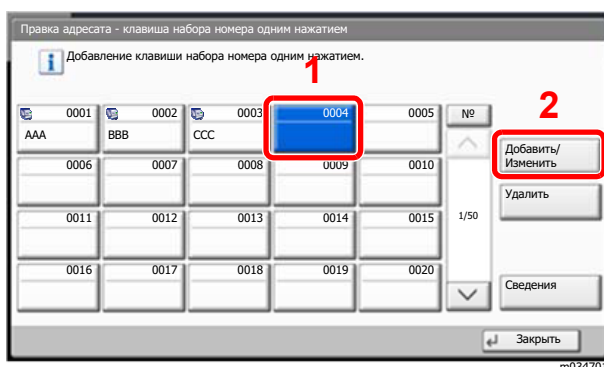 Правка адресата - клавиша набора номера одним нажатием
Добавление клавиши набора номера одним нажатием.
1
2
0001 0002 0003 0004 0005 №
AAA BBB CCC
Добавить/
Изменить
0006 0007 0008 0009 0010
Удалить
0011 0012 0013 0014 0015 1/50
0016 0017 0018 0019 0020
Сведения
Закрыть